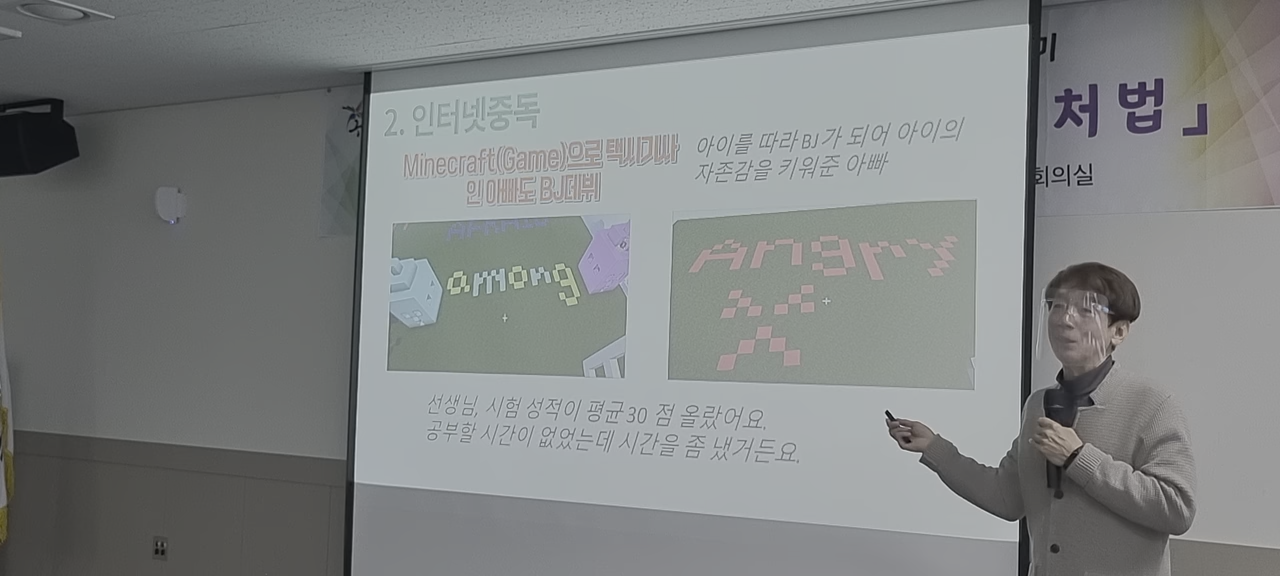 2. 인터넷중독
Minecraft(Game)으로
인 아빠도 BJ데뷔
아이를 따라 BJ가 되어 아이의
자존감을 키워준 아빠
among
Angry
X
선생님, 시험 성적이 평균 30 점 올랐어요.
공부할 시간이 없었는데 시간을 좀 냈거든요.
미
처법」
회의실